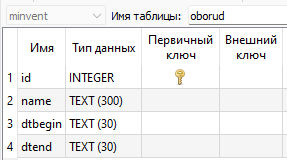 minvent Имя таблицы: oborud
Имя Тип данных Первичный ключ Внешний ключ
1 id INTEGER
2 name TEXT (300)
3 dtbegin TEXT (30)
4 dtend TEXT (30)